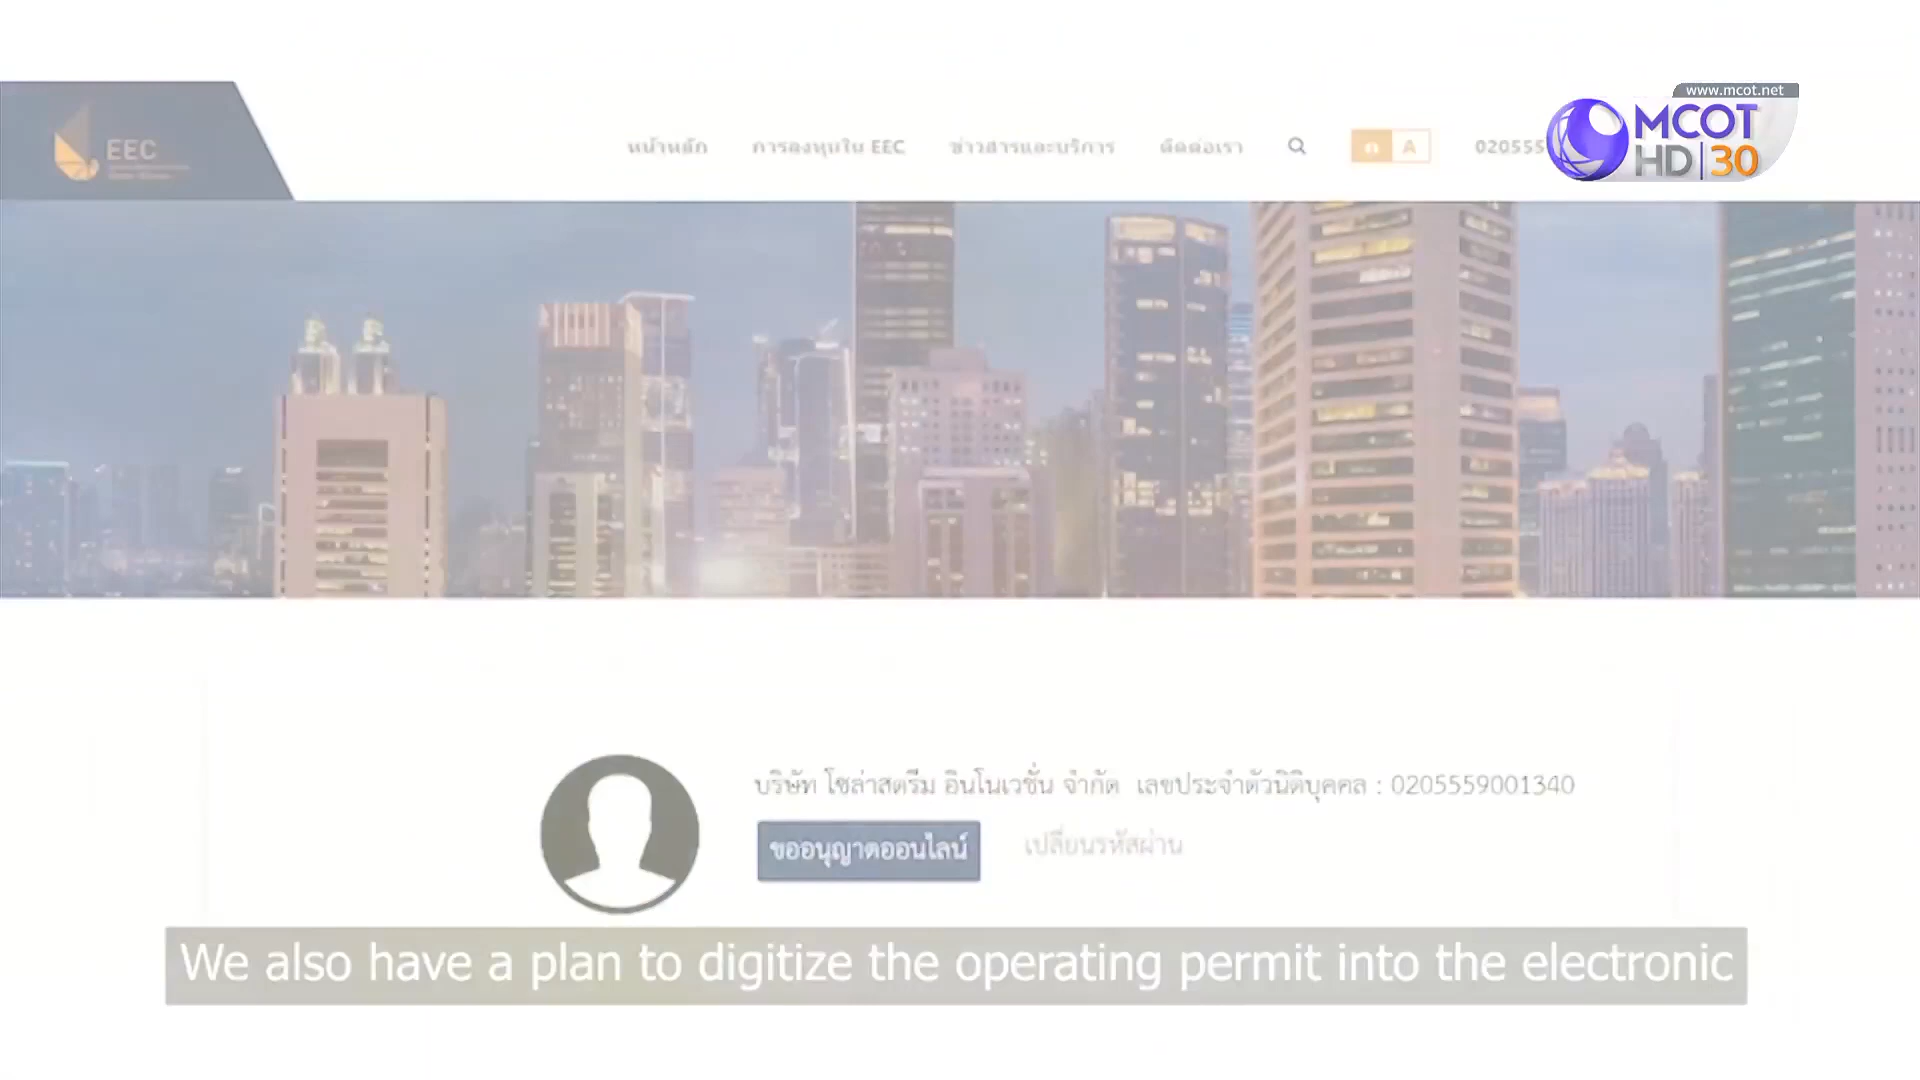 www.mcot.net
MCOT
HD 30
EEC
หน้าหลัก การลงทุนใน EEC ข่าวสารและบริการ ติดต่อเรา ก A 020555
บริษัท โซล่าสตรีม อินโนเวชั่น จำกัด เลขประจำตัวนิติบุคคล : 0205559001340
ขออนุญาตออนไลน์ เปลี่ยนรหัสผ่าน
We also have a plan to digitize the operating permit into the electronic